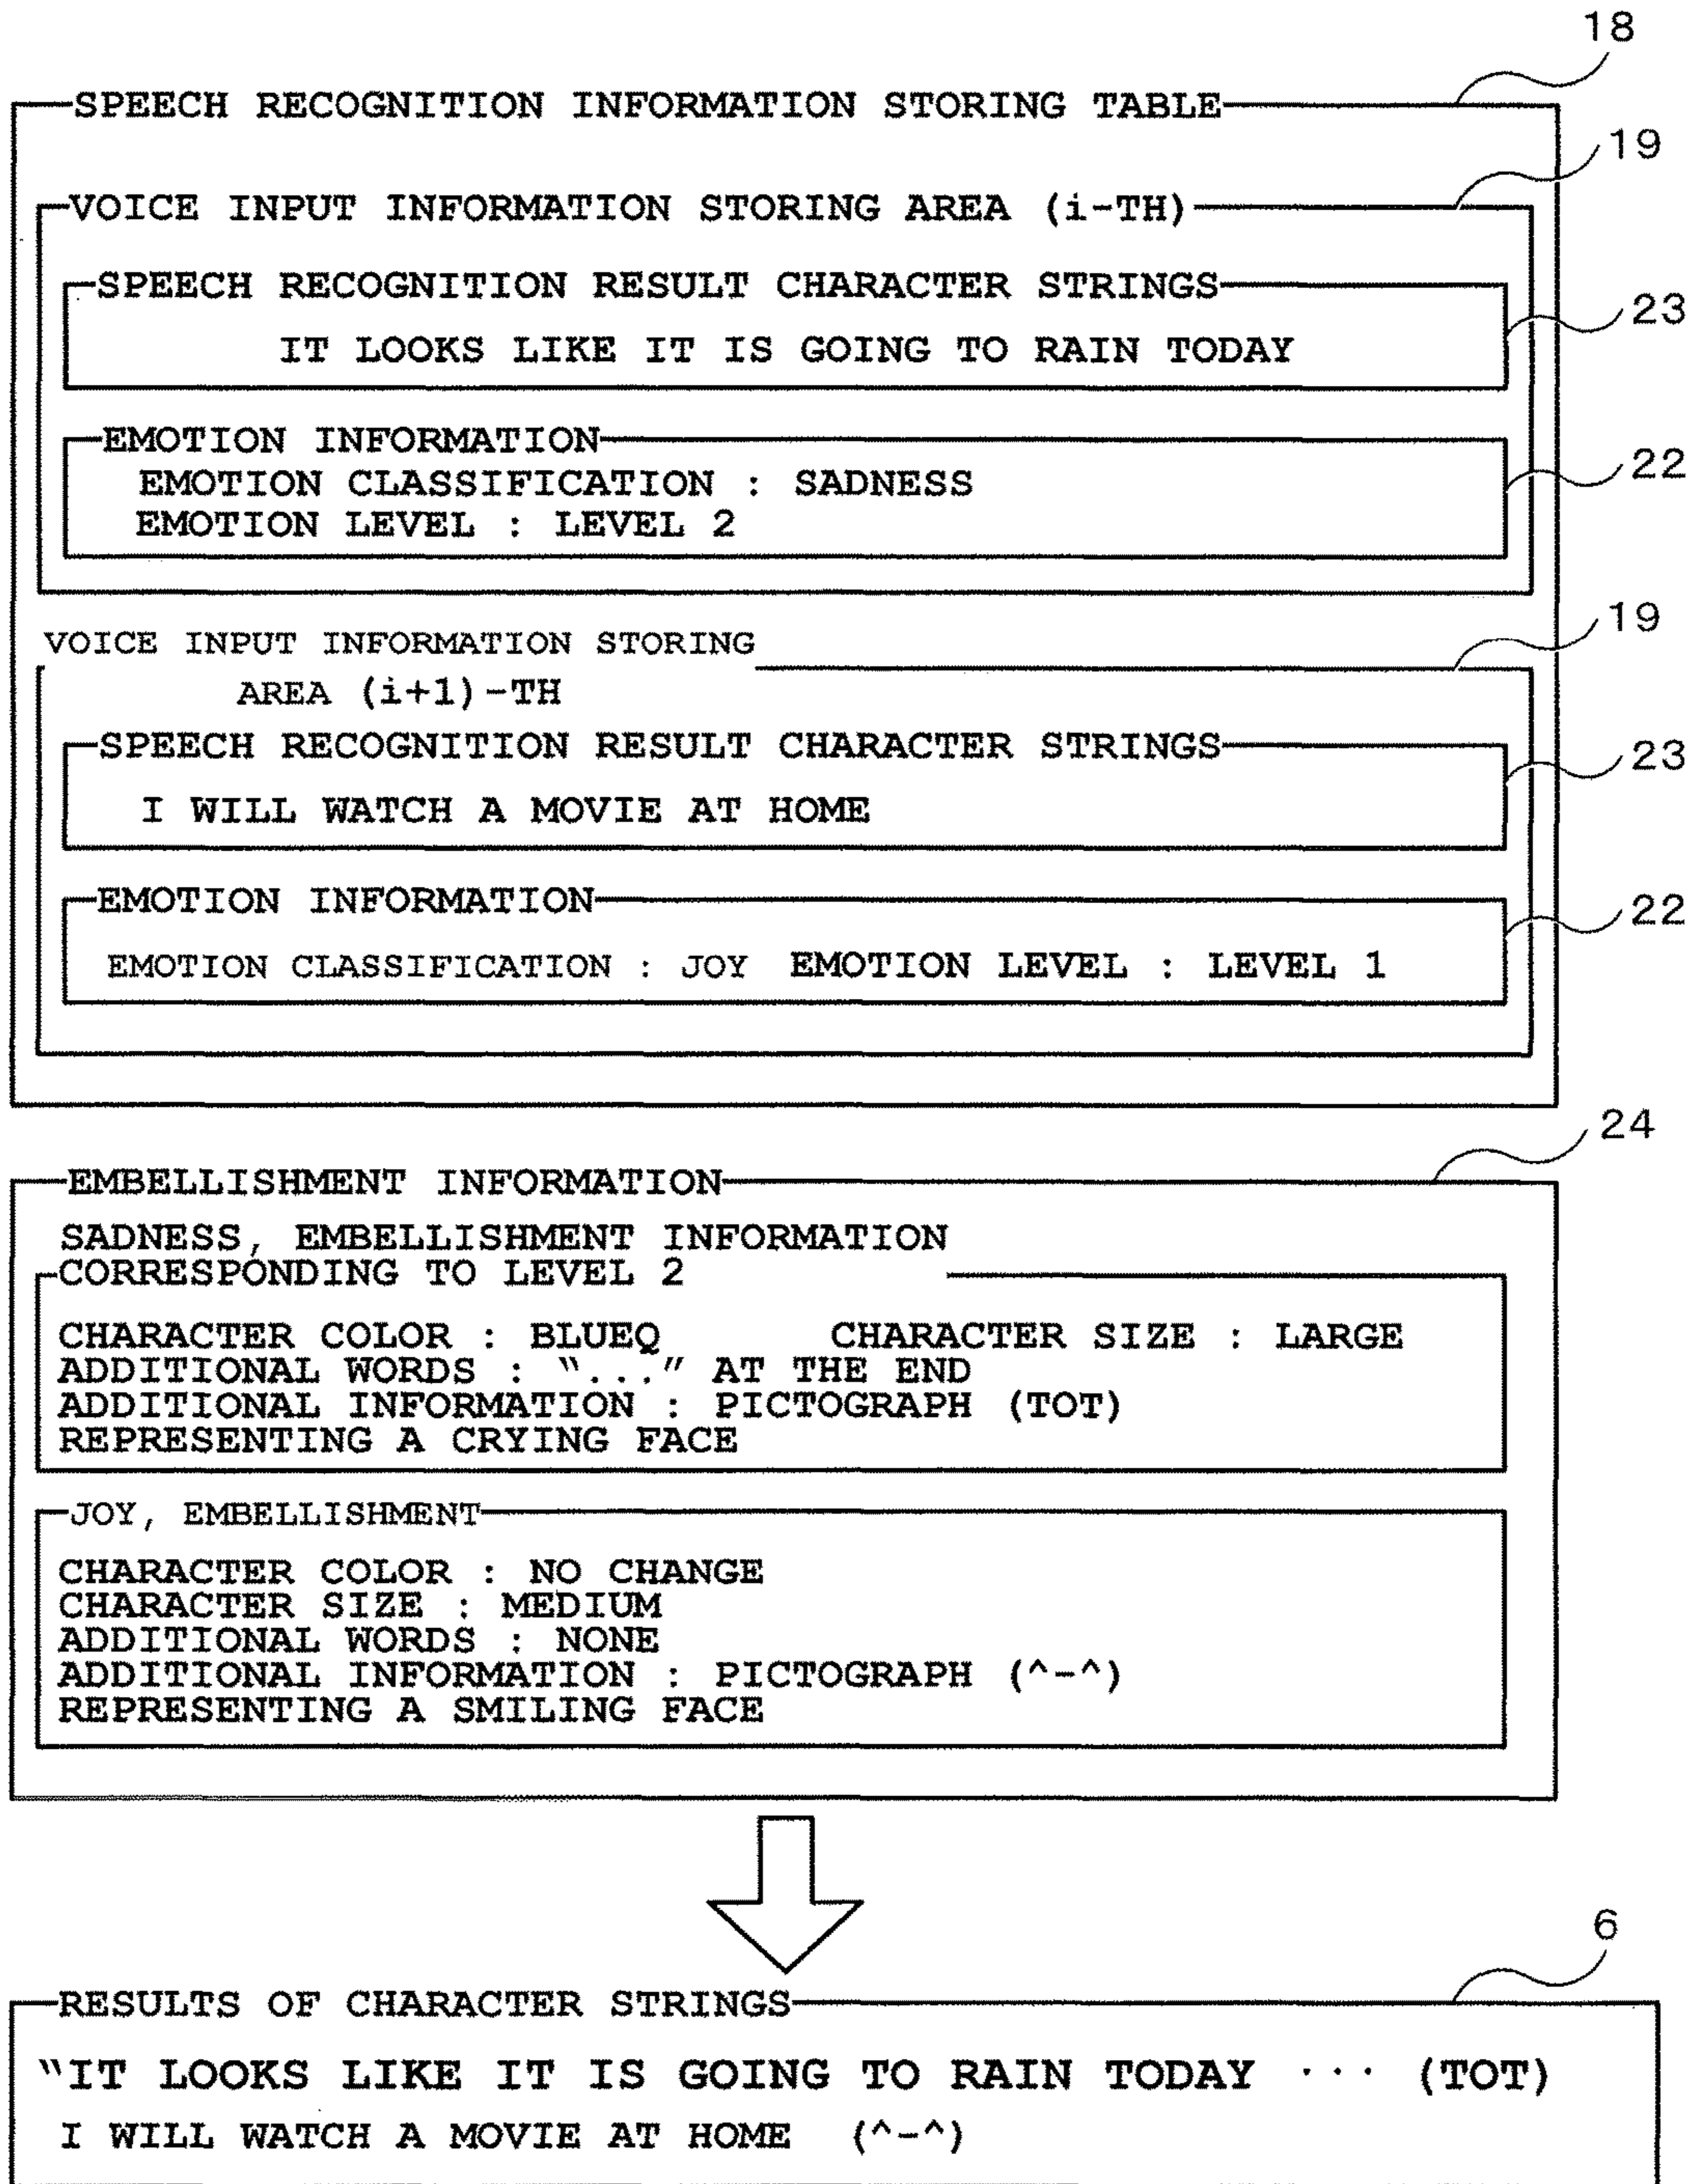 18
SPEECH RECOGNITION INFORMATION STORING TABLE
19
VOICE INPUT INFORMATION STORING AREA (i-TH)
SPEECH RECOGNITION RESULT CHARACTER STRINGS
23
IT LOOKS LIKE IT IS GOING TO RAIN TODAY
EMOTION INFORMATION
22
EMOTION CLASSIFICATION : SADNESS
EMOTION LEVEL : LEVEL 2
19
VOICE INPUT INFORMATION STORING
AREA (i+1)-TH
SPEECH RECOGNITION RESULT CHARACTER STRINGS
23
I WILL WATCH A MOVIE AT HOME
EMOTION INFORMATION
22
EMOTION CLASSIFICATION : JOY EMOTION LEVEL : LEVEL 1
24
EMBELLISHMENT INFORMATION
SADNESS, EMBELLISHMENT INFORMATION
CORRESPONDING TO LEVEL 2
CHARACTER COLOR : BLUEQ CHARACTER SIZE : LARGE
ADDITIONAL WORDS : "..." AT THE END
ADDITIONAL INFORMATION : PICTOGRAPH (TOT)
REPRESENTING A CRYING FACE
JOY, EMBELLISHMENT
CHARACTER COLOR : NO CHANGE
CHARACTER SIZE : MEDIUM
ADDITIONAL WORDS : NONE
ADDITIONAL INFORMATION : PICTOGRAPH (^-^)
REPRESENTING A SMILING FACE
6
RESULTS OF CHARACTER STRINGS
"IT LOOKS LIKE IT IS GOING TO RAIN TODAY ··· (TOT)
I WILL WATCH A MOVIE AT HOME (^-^)